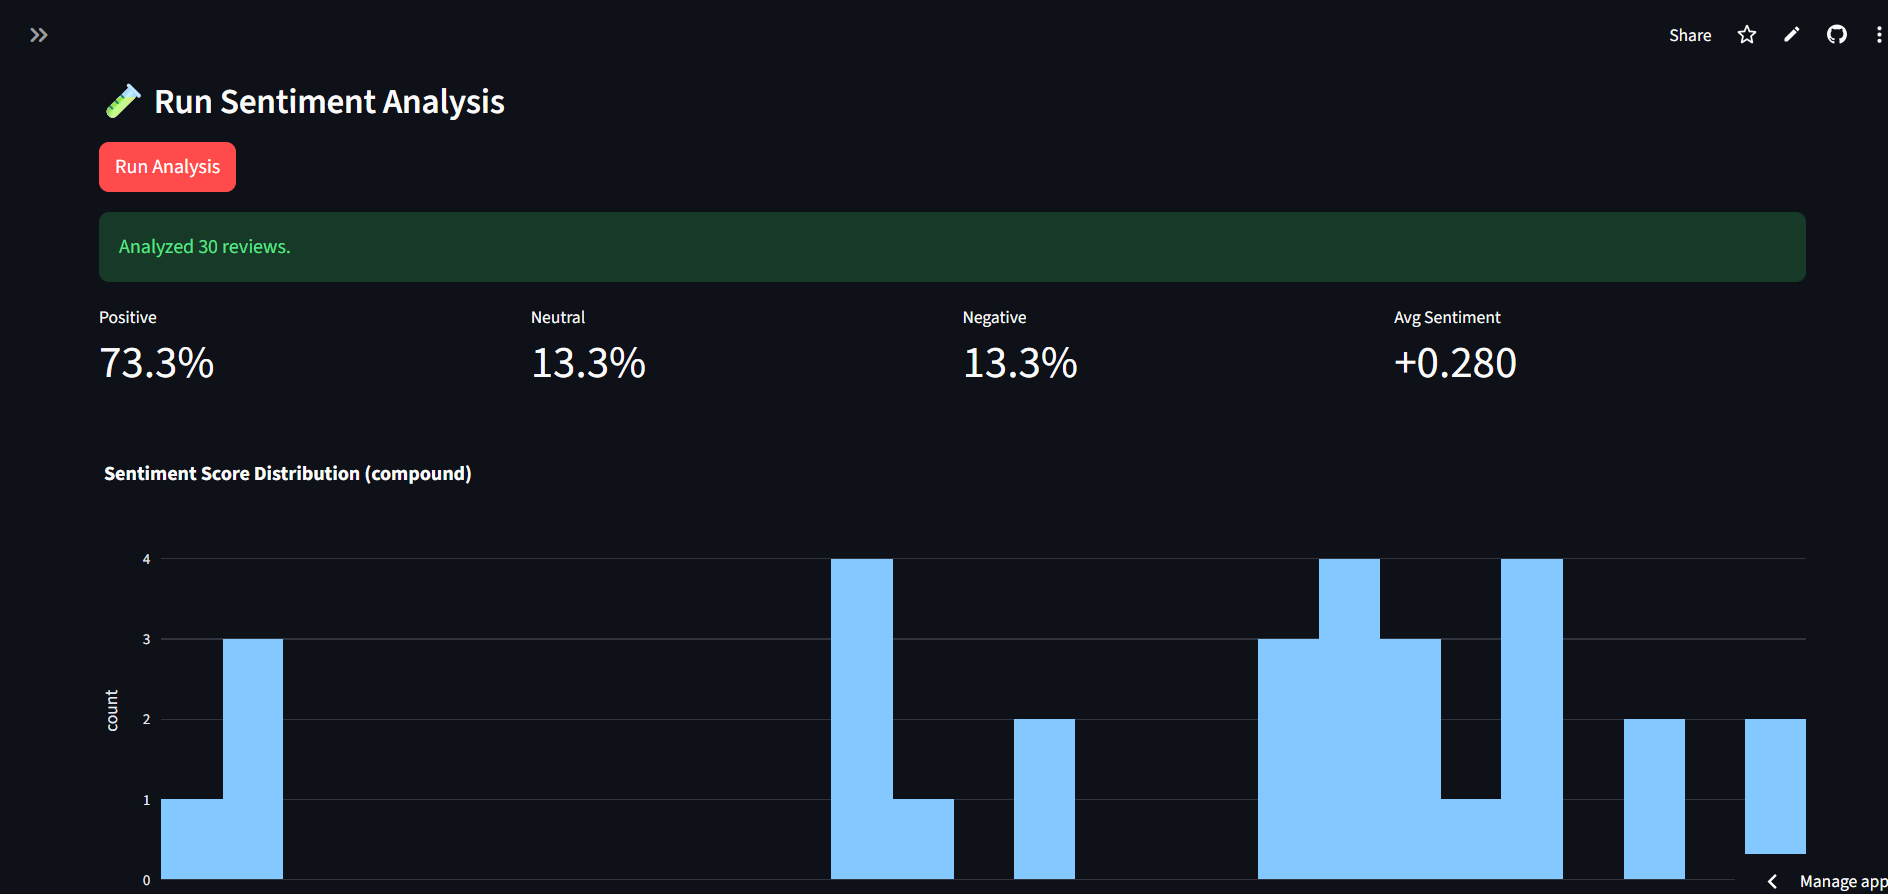 Share
Run Sentiment Analysis
Run Analysis
Analyzed 30 reviews.
Positive
Neutral
Negative
Avg Sentiment
73.3%
13.3%
13.3%
+0.280
Sentiment Score Distribution (compound)
4
3
count
2
1
0
Manage app